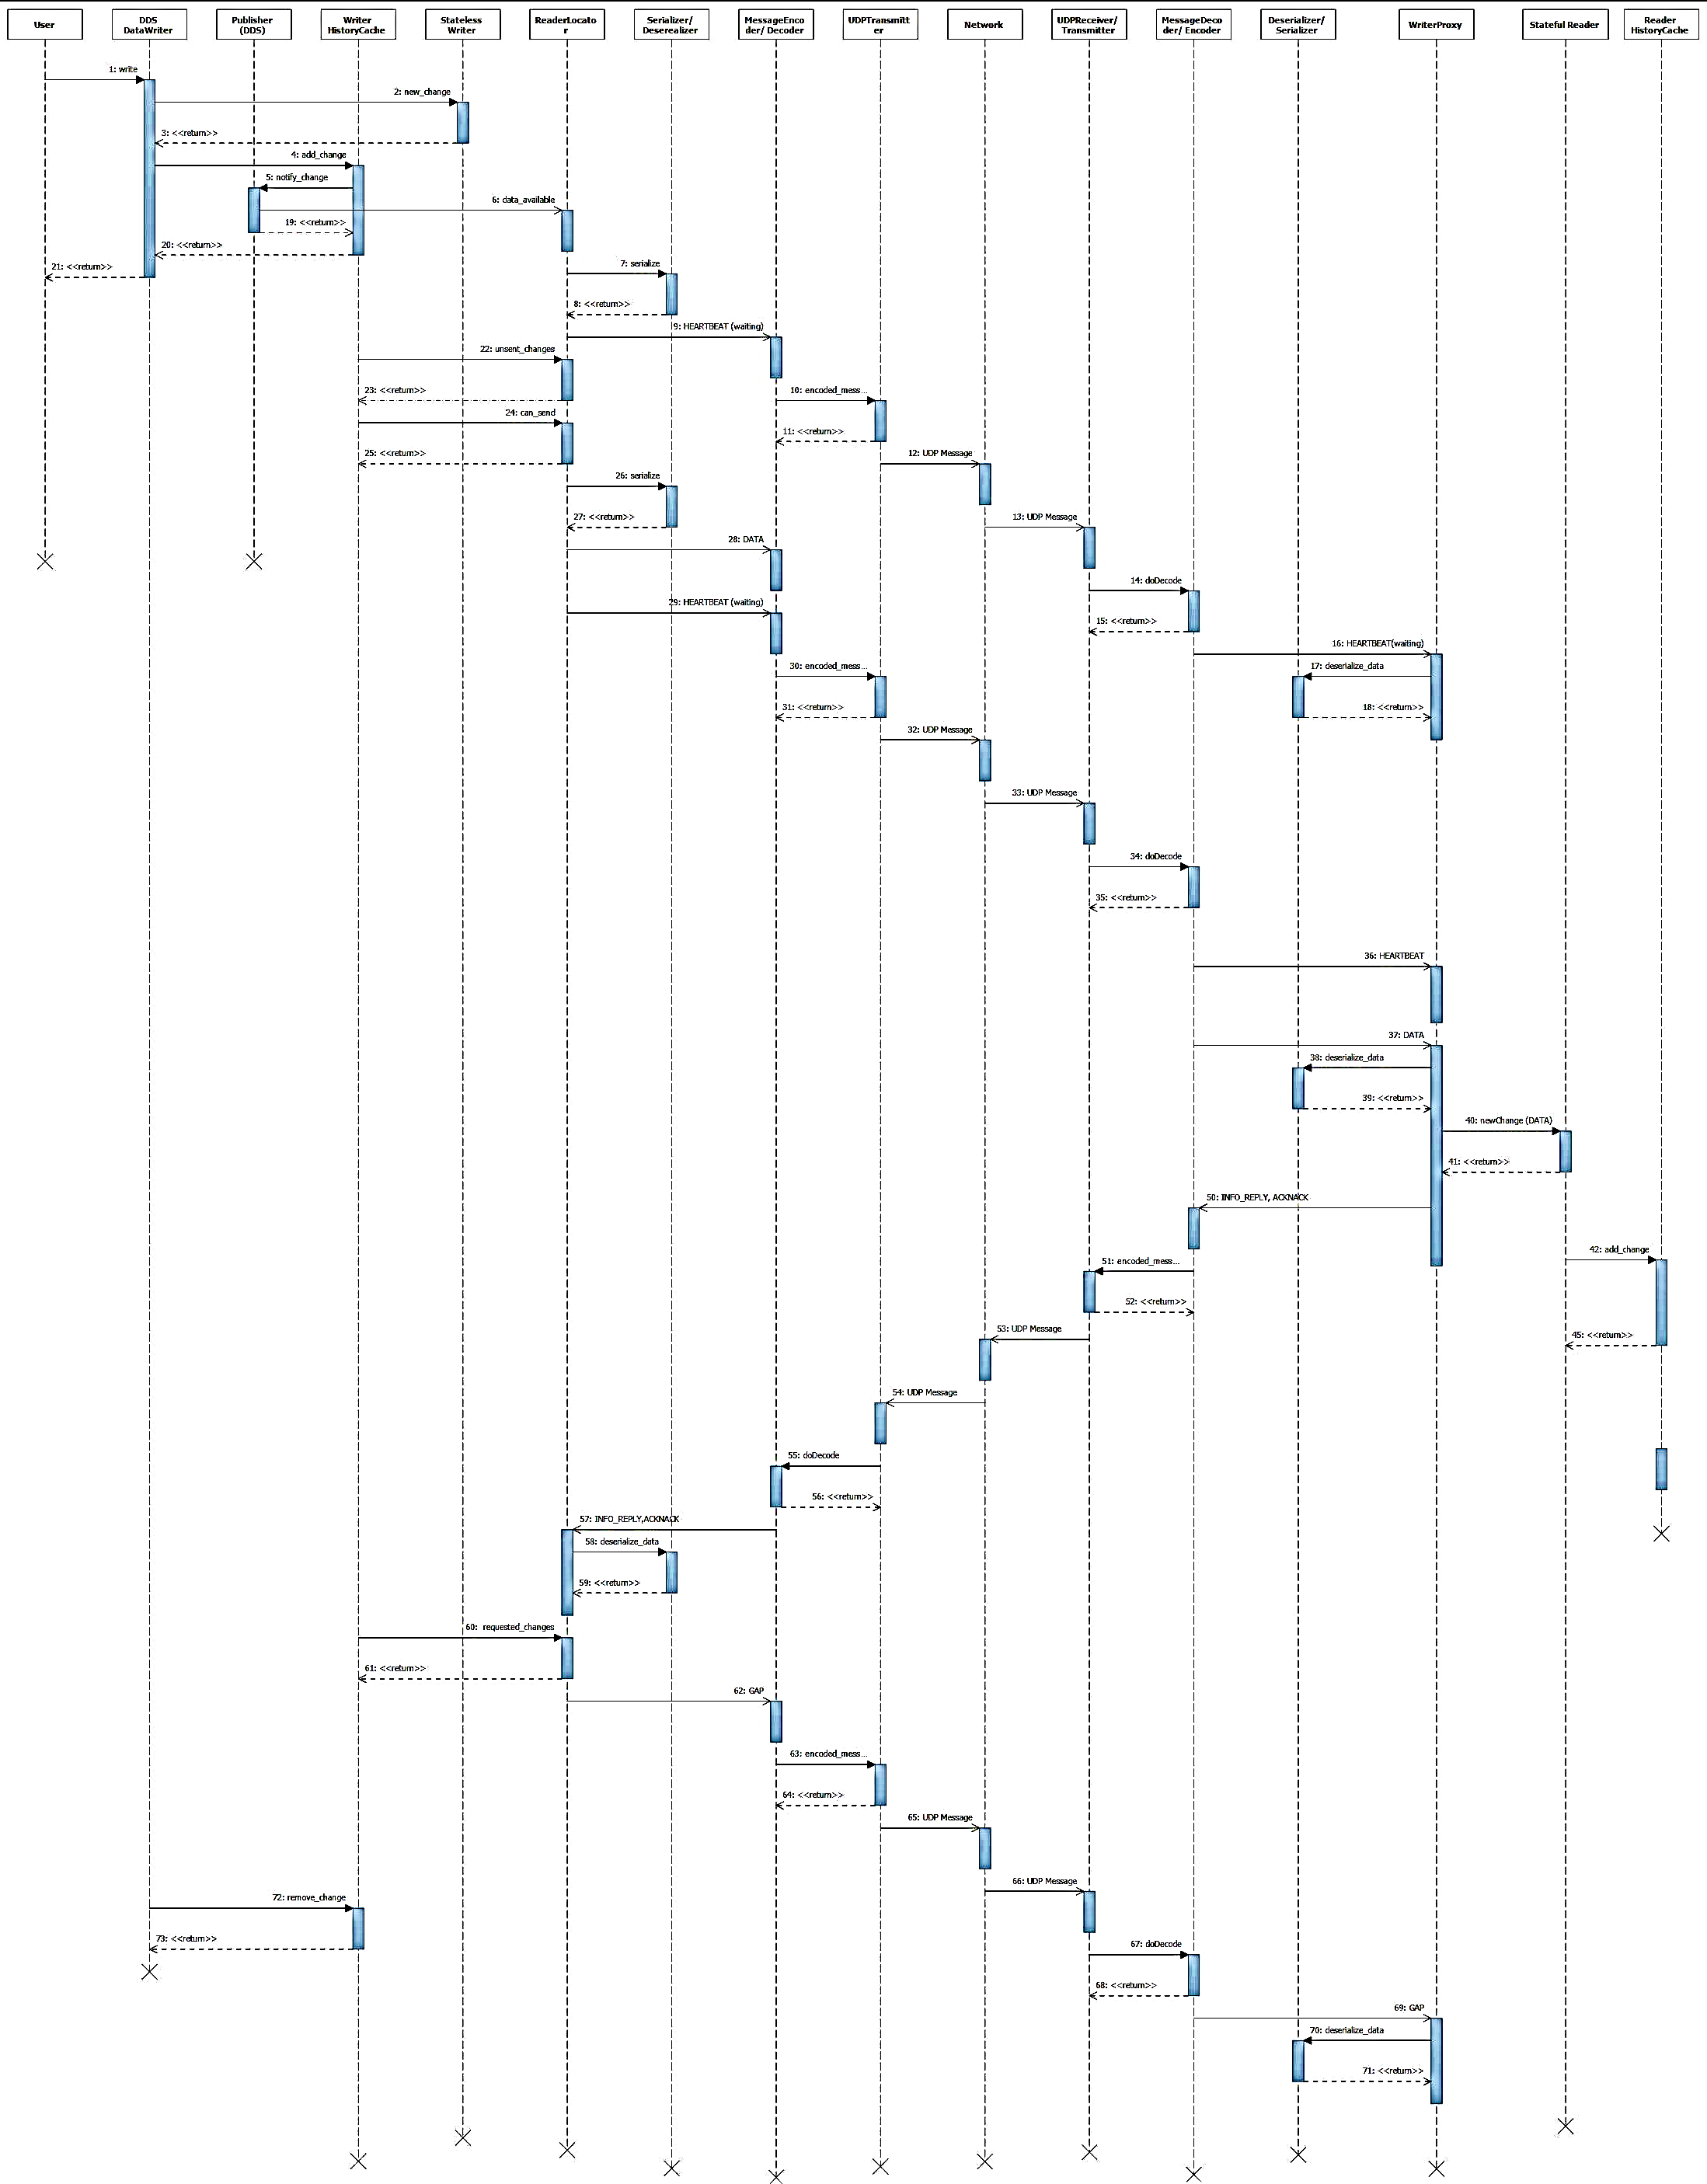 User
DDS
DataWriter
Publisher
(DDS)
Writer
HistoryCache
Stateless
Writer
ReaderLocato
r
Serializer/
Deserealizer
MessageEnco
der/ Decoder
UDPTransmitt
er
Network
UDPReceiver/
Transmitter
MessageDeco
der/ Encoder
Deserializer/
Serializer
WriterProxy
Stateful Reader
Reader
HistoryCache
1: write
2: new_change
3: <<return>>
4: add_change
5: notify_change
6: data_available
19: <<return>>
20: <<return>>
21: <<return>>
7: serialize
8: <<return>>
9: HEARTBEAT (waiting)
22: unsent_changes
23: <<return>>
10: encoded_mess...
24: can_send
11: <<return>>
25: <<return>>
12: UDP Message
26: serialize
27: <<return>>
13: UDP Message
28: DATA
14: doDecode
29: HEARTBEAT (waiting)
15: <<return>>
16: HEARTBEAT(waiting)
30: encoded_mess...
17: deserialize_data
31: <<return>>
18: <<return>>
32: UDP Message
33: UDP Message
34: doDecode
35: <<return>>
36: HEARTBEAT
37: DATA
38: deserialize_data
39: <<return>>
40: newChange (DATA)
41: <<return>>
50: INFO_REPLY, ACKNACK
42: add_change
51: encoded_mess...
52: <<return>>
53: UDP Message
45: <<return>>
54: UDP Message
55: doDecode
56: <<return>>
57: INFO_REPLY,ACKNACK
58: deserialize_data
59: <<return>>
60: requested_changes
61: <<return>>
62: GAP
63: encoded_mess...
64: <<return>>
65: UDP Message
66: UDP Message
72: remove_change
73: <<return>>
67: doDecode
68: <<return>>
69: GAP
70: deserialize_data
71: <<return>>